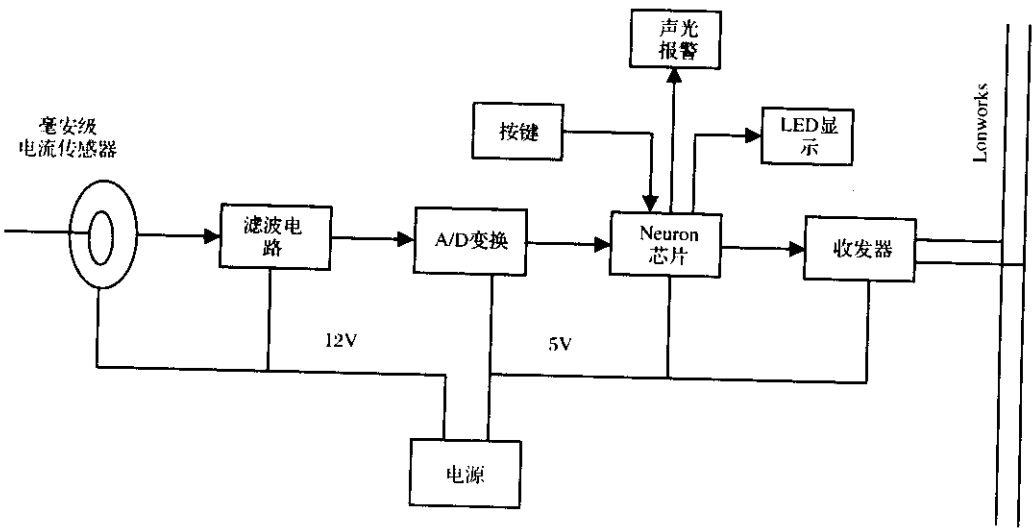 声光
报警
按键
LED显
示
Lonworks
毫安级
电流传感器
滤波电
路
A/D变换
Neuron
芯片
收发器
12V
5V
电源